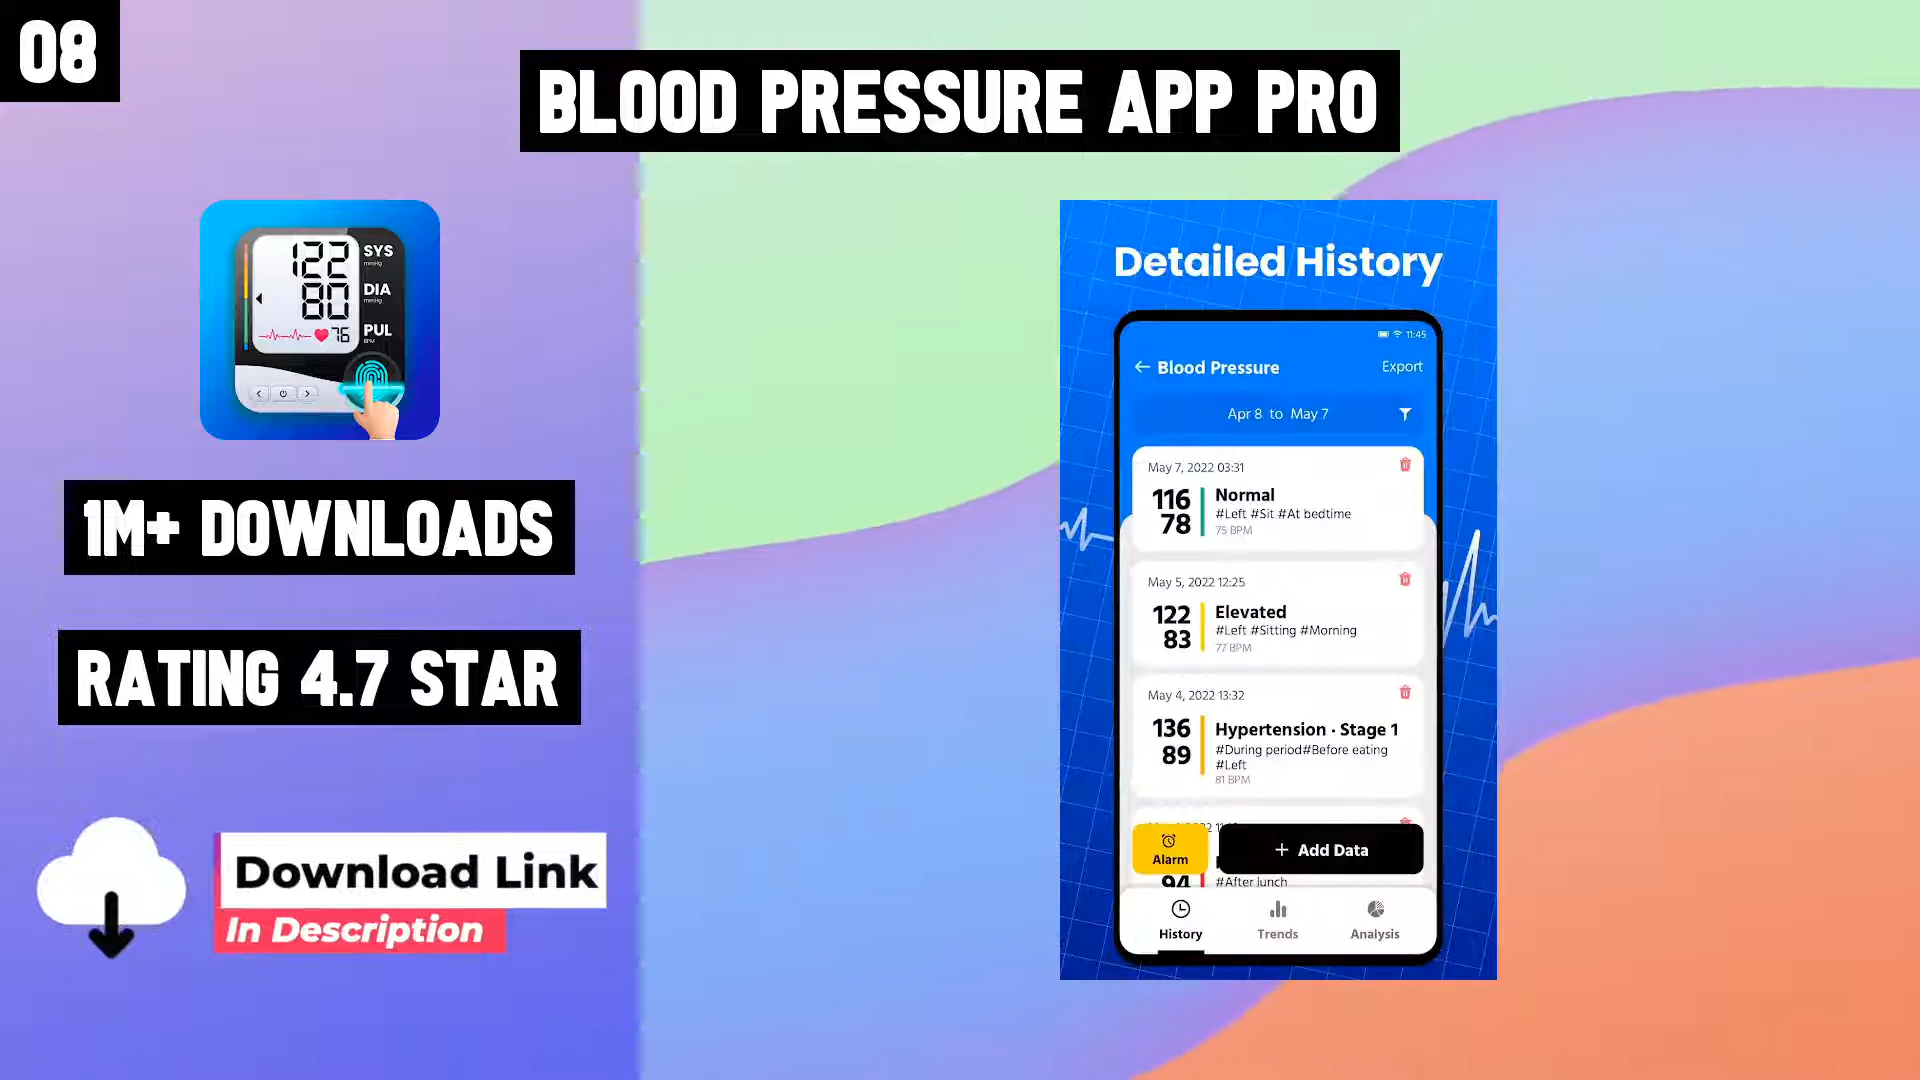 08
BLOOD PRESSURE APP PRO
122 SYS
mmHg
80 DIA
mmHg
76 PUL
BPM
1M+ DOWNLOADS
RATING 4.7 STAR
Download Link
In Description
Detailed History
11:45
Blood Pressure Export
Apr 8 to May 7
May 7, 2022 03:31
116 Normal
78 #Left #Sit #At bedtime
75 BPM
May 5, 2022 12:25
122 Elevated
83 #Left #Sitting #Morning
77 BPM
May 4, 2022 13:32
136 Hypertension · Stage 1
89 #During period#Before eating
#Left
81 BPM
Alarm
+ Add Data
94 #After lunch
History Trends Analysis